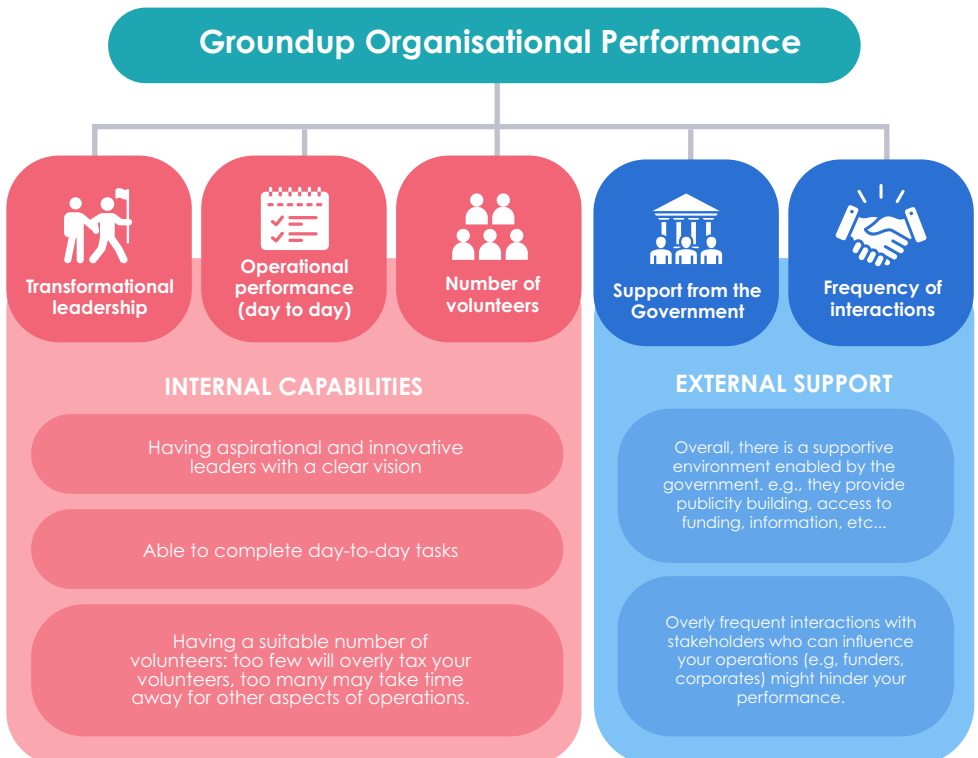 Groundup Organisational Performance
Transformational
leadership
Operational
performance
(day to day)
Number of
volunteers
Support from the
Government
Frequency of
interactions
INTERNAL CAPABILITIES
Having aspirational and innovative
leaders with a clear vision
Able to complete day-to-day tasks
Having a suitable number of
volunteers: too few will overly tax your
volunteers, too many may take time
away for other aspects of operations.
EXTERNAL SUPPORT
Overall, there is a supportive
environment enabled by the
government. e.g., they provide
publicity building, access to
funding, information, etc...
Overly frequent interactions with
stakeholders who can influence
your operations (e.g, funders,
corporates) might hinder your
performance.